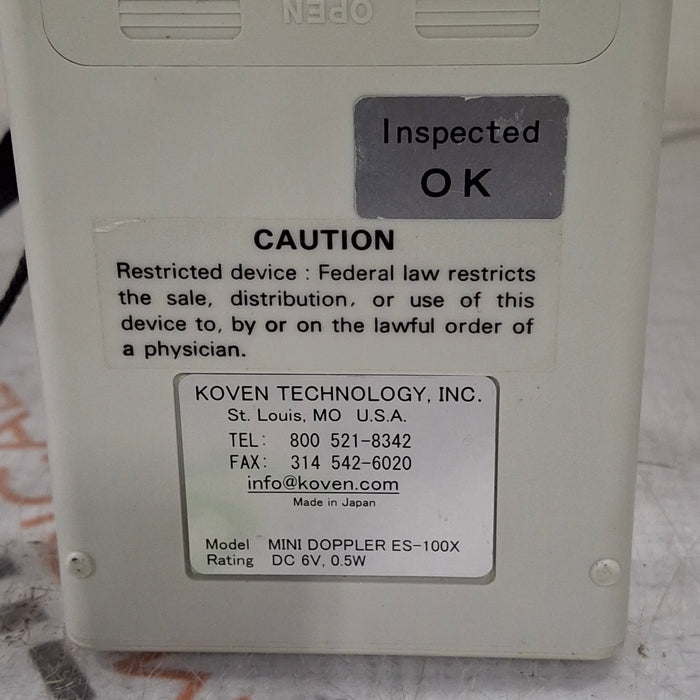 OPEN
Inspected
OK
CAUTION
Restricted device : Federal law restricts
the sale, distribution, or use of this
device to, by or on the lawful order of
a physician.
KOVEN TECHNOLOGY, INC.
St. Louis, MO U.S.A.
TEL: 800 521-8342
FAX: 314 542-6020
info@koven.com
Made in Japan
Model MINI DOPPLER ES-100X
Rating DC 6V, 0.5W